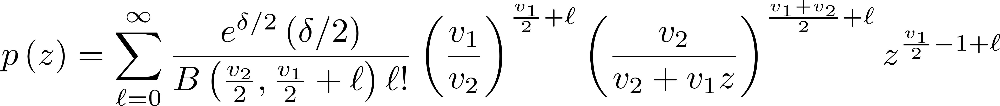 p(z) = \sum_{\ell=0}^{\infty} \frac{e^{\delta/2}(\delta/2)}{B\left(\frac{v_2}{2},\frac{v_1}{2}+\ell\right)\ell!} \left(\frac{v_1}{v_2}\right)^{\frac{v_1}{2}+\ell} \left(\frac{v_2}{v_2+v_1z}\right)^{\frac{v_1+v_2}{2}+\ell} z^{\frac{v_1}{2}-1+\ell}